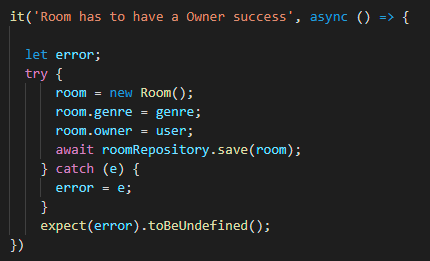 it('Room has to have a Owner success', async () => {
let error;
try {
room = new Room();
room.genre = genre;
room.owner = user;
await roomRepository.save(room);
} catch (e) {
error = e;
}
expect(error).toBeUndefined();
})